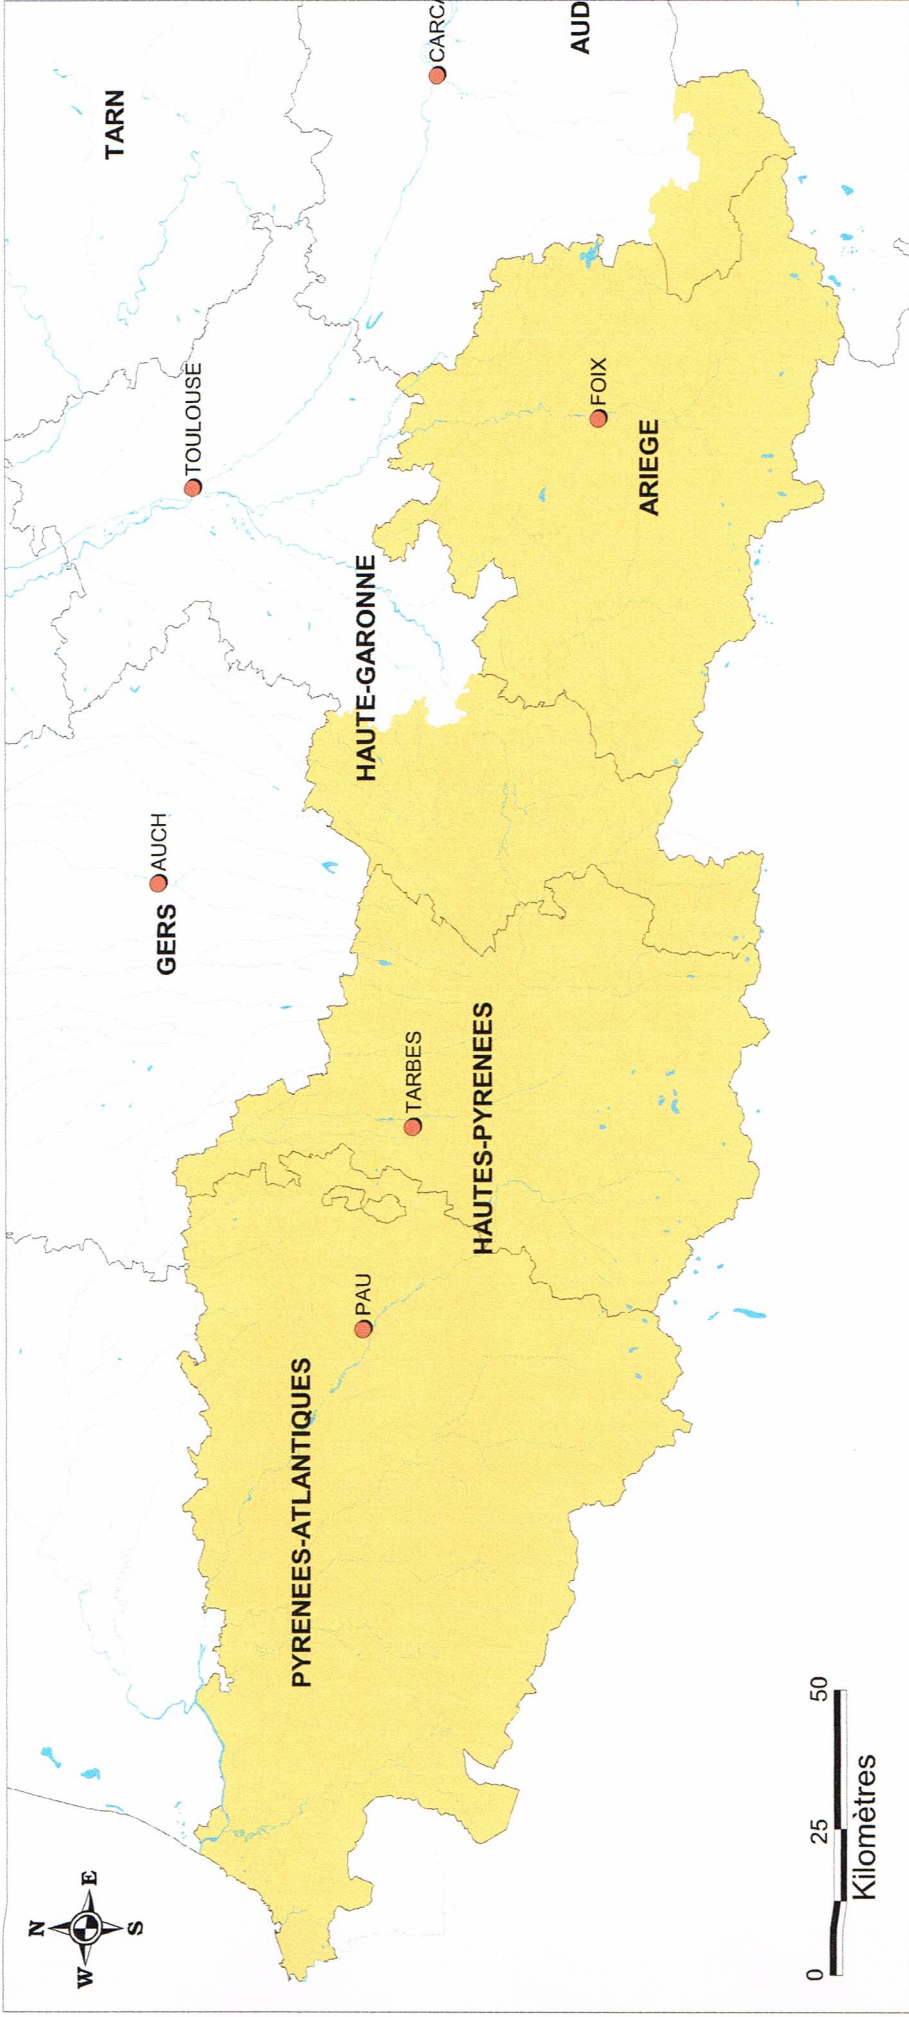 N
W
E
S
TARN
CARCA
AUD
TOULOUSE
AUCH
GERS
HAUTE-GARONNE
FOIX
ARIEGE
TARBES
HAUTES-PYRENEES
PAU
PYRENEES-ATLANTIQUES
0 25 50
Kilomètres